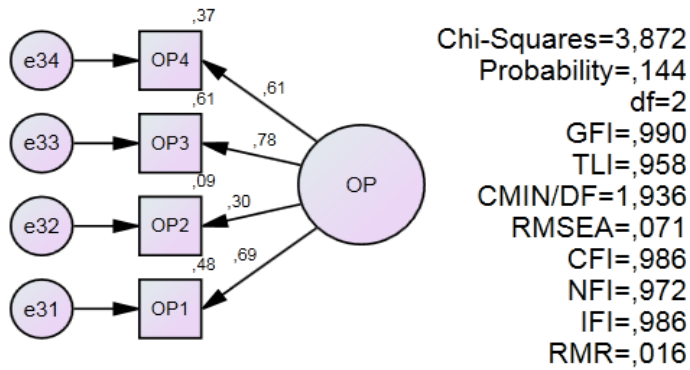 ,37
e34
OP4
,61
,61
e33
OP3
,78
OP
,09
e32
OP2
,30
,48
,69
e31
OP1
Chi-Squares=3,872
Probability=,144
df=2
GFI=,990
TLI=,958
CMIN/DF=1,936
RMSEA=,071
CFI=,986
NFI=,972
IFI=,986
RMR=,016